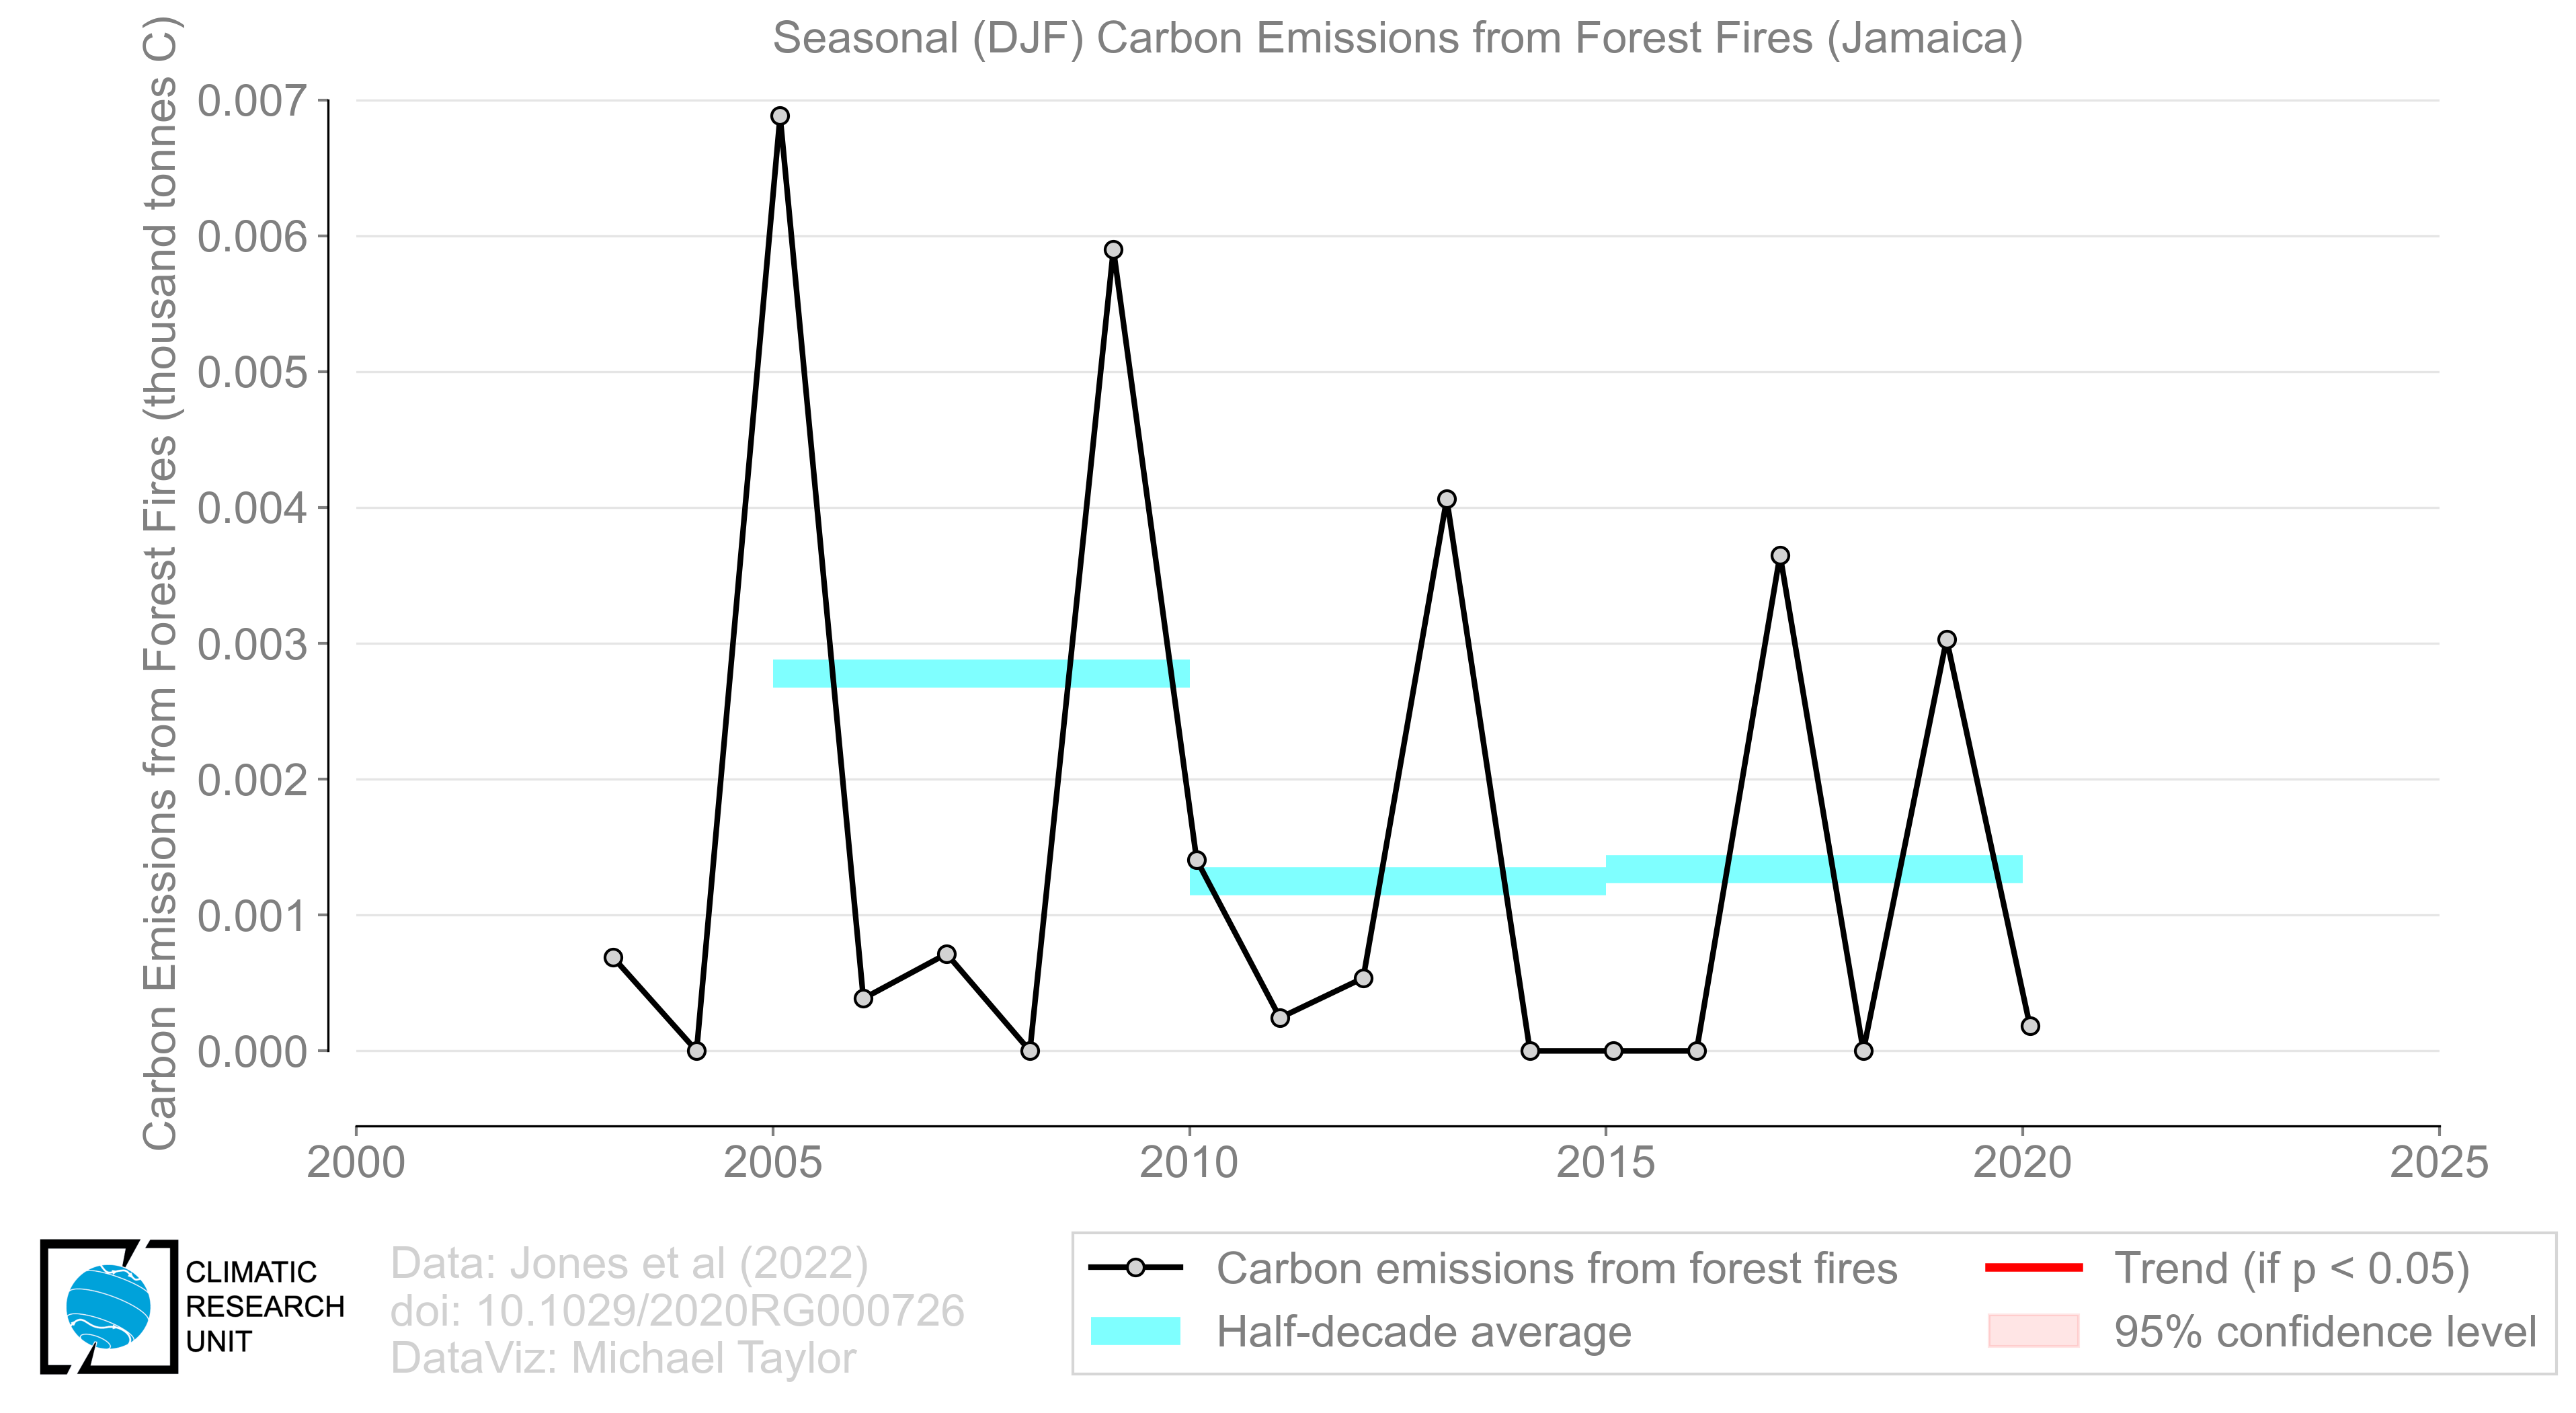 Seasonal (DJF) Carbon Emissions from Forest Fires (Jamaica)
Carbon Emissions from Forest Fires (thousand tonnes C)
0.007
0.006
0.005
0.004
0.003
0.002
0.001
0.000
2000 2005 2010 2015 2020 2025
CLIMATIC
RESEARCH
UNIT
Data: Jones et al (2022)
doi: 10.1029/2020RG000726
DataViz: Michael Taylor
Carbon emissions from forest fires
Half-decade average
Trend (if p < 0.05)
95% confidence level